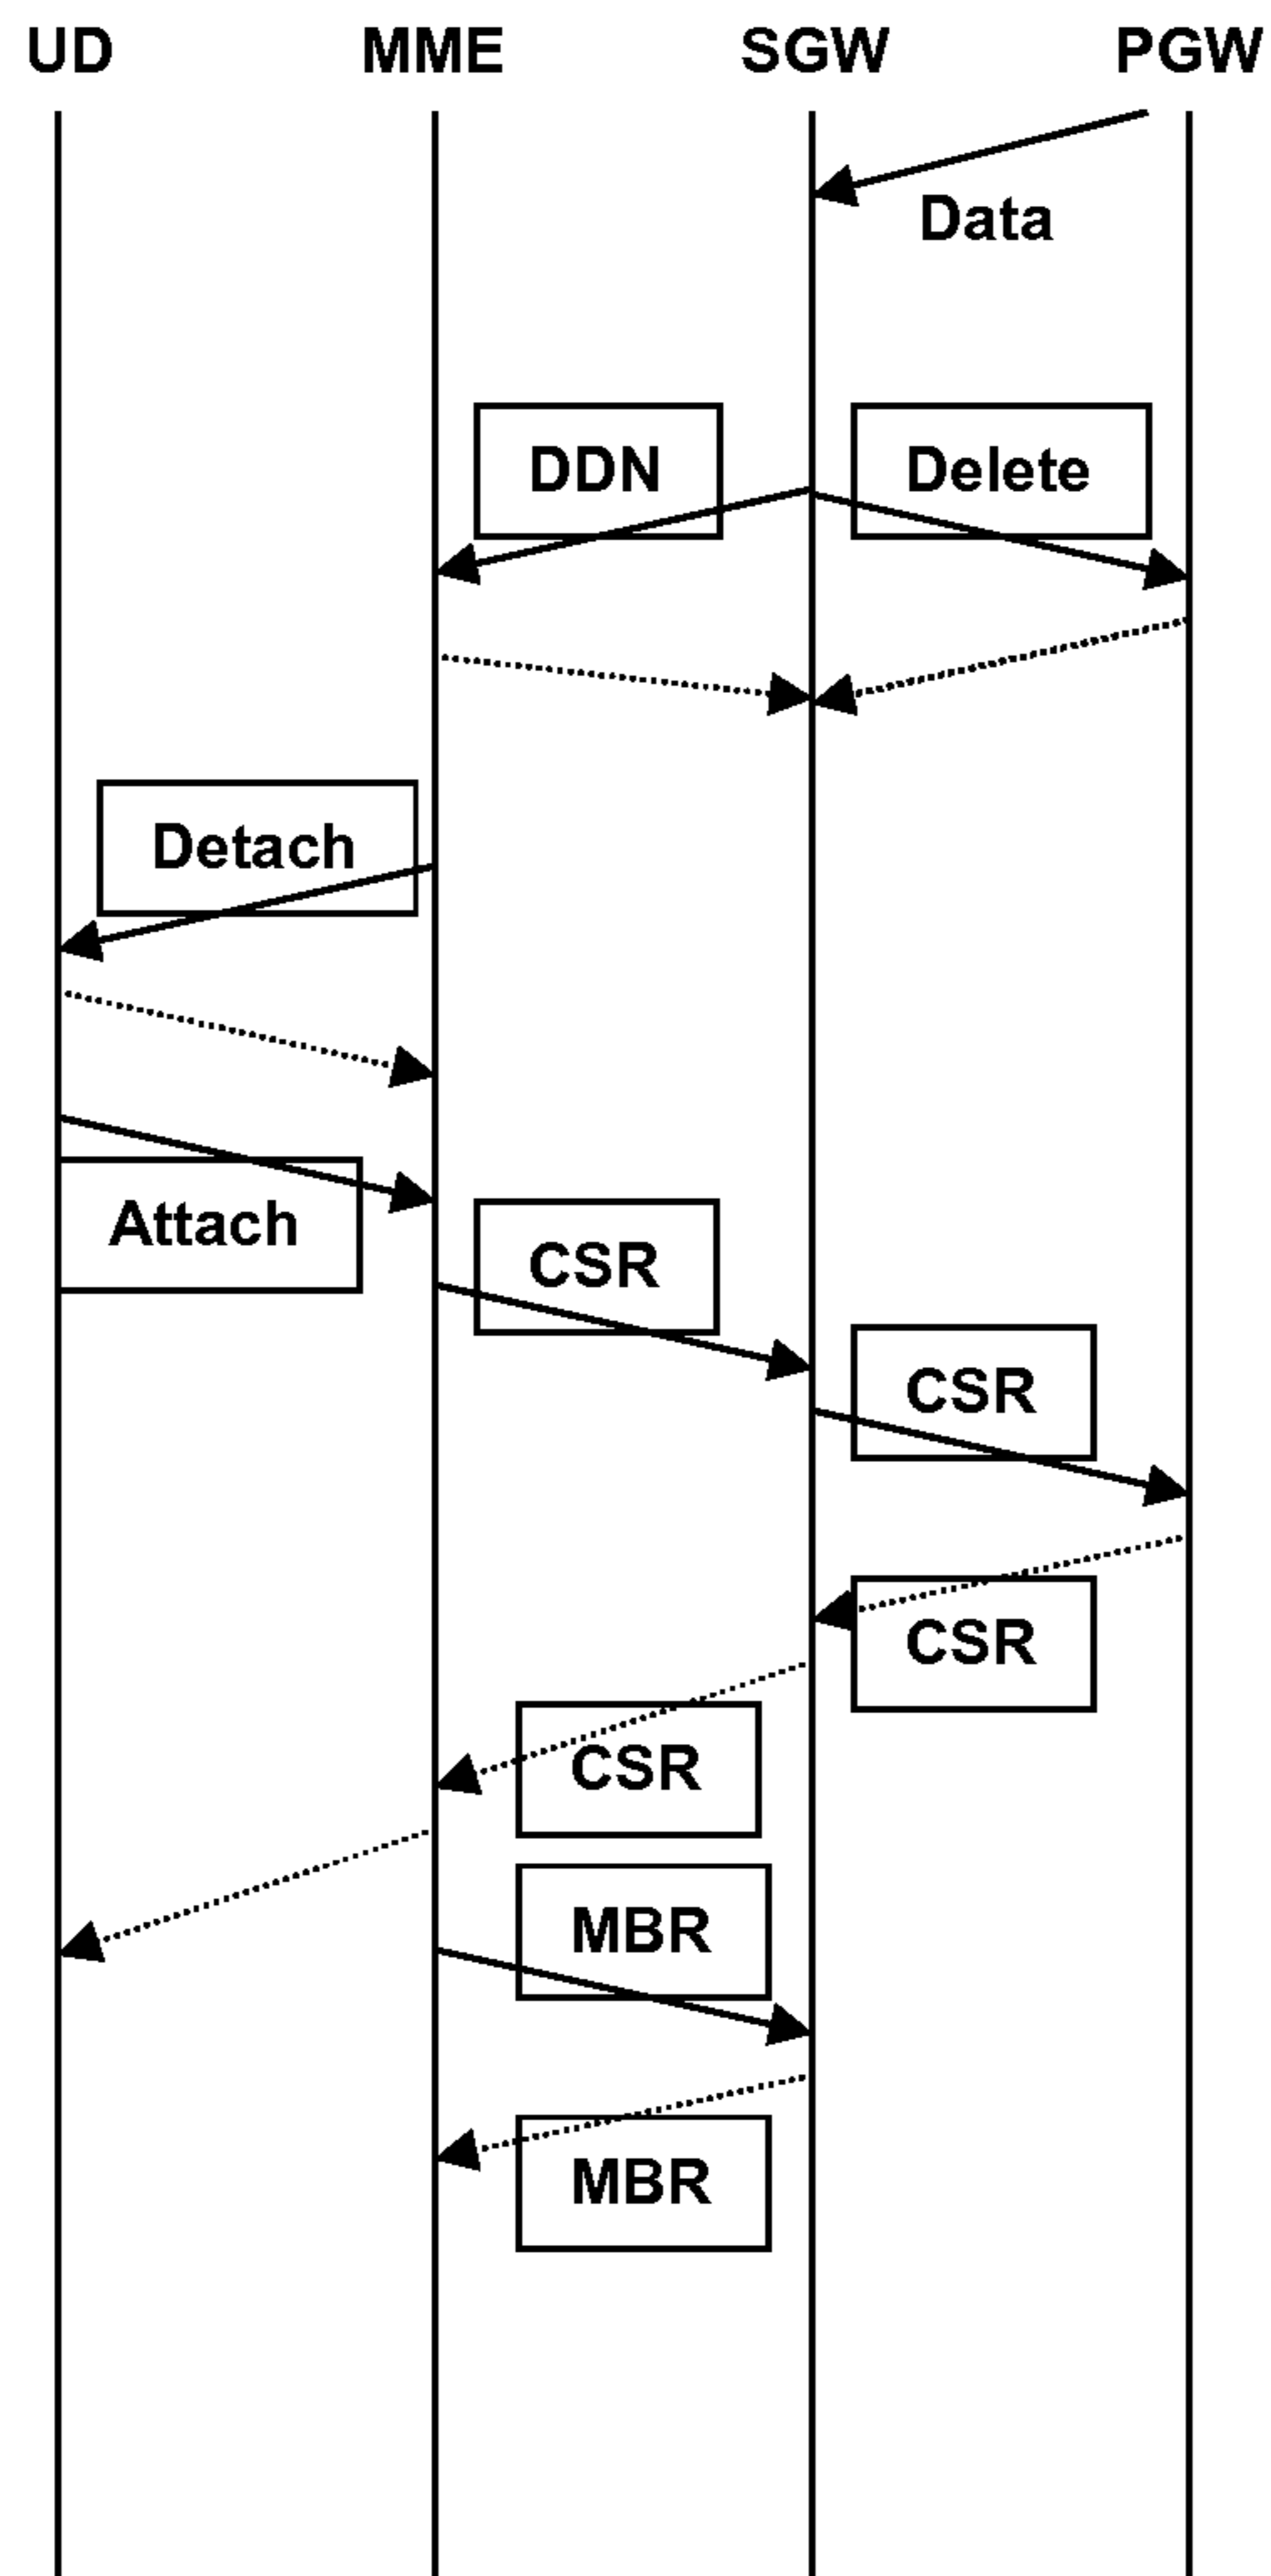 UD MME SGW PGW
Data
DDN Delete
Detach
Attach
CSR
CSR
CSR
CSR
MBR
MBR